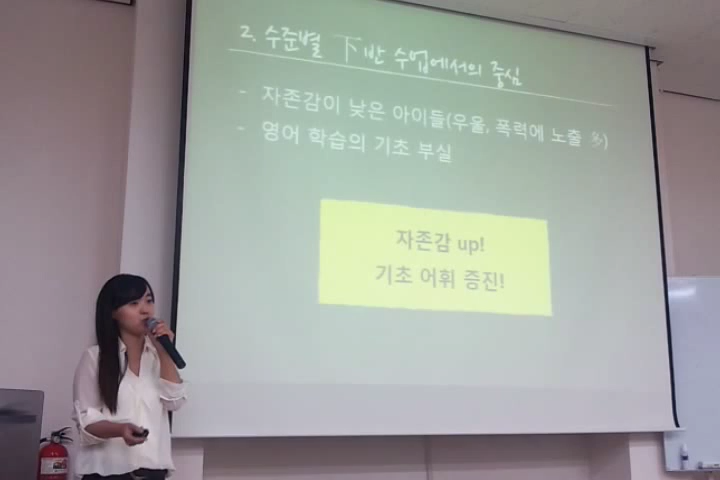 2. 수준별 下반 수업에서의 중심
- 자존감이 낮은 아이들(우울, 폭력에 노출 多)
- 영어 학습의 기초 부실
자존감 up!
기초 어휘 증진!